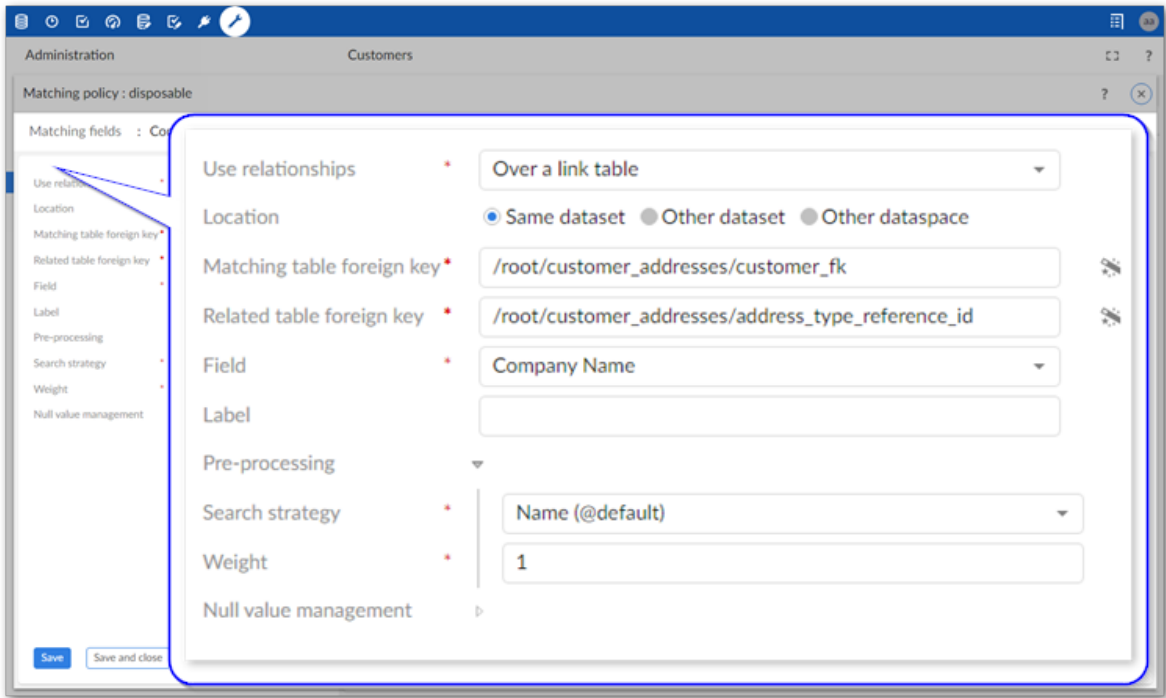 aa
Administration Customers ?
Matching policy : disposable ?
Matching fields :
Use relationships * Over a link table
Location Same dataset Other dataset Other dataspace
Matching table foreign key * /root/customer_addresses/customer_fk
Related table foreign key * /root/customer_addresses/address_type_reference_id
Field * Company Name
Label
Pre-processing
Search strategy * Name (@default)
Weight * 1
Null value management
Location
Matching table foreign key *
Related table foreign key *
Field *
Label
Pre-processing
Search strategy *
Weight *
Null value management
Save Save and close